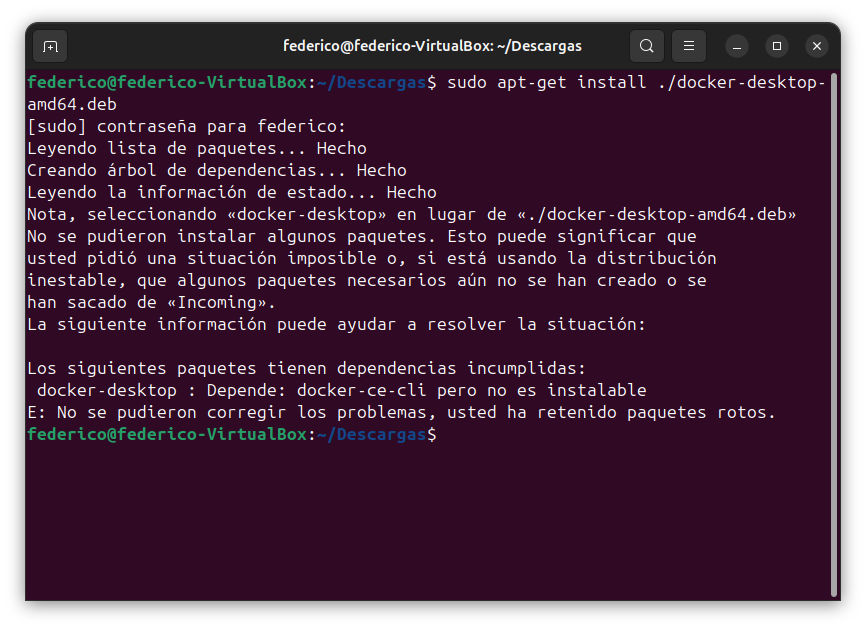 federico@federico-VirtualBox: ~/Descargas
federico@federico-VirtualBox:~/Descargas$ sudo apt-get install ./docker-desktop-
amd64.deb
[sudo] contraseña para federico:
Leyendo lista de paquetes... Hecho
Creando árbol de dependencias... Hecho
Leyendo la información de estado... Hecho
Nota, seleccionando «docker-desktop» en lugar de «./docker-desktop-amd64.deb»
No se pudieron instalar algunos paquetes. Esto puede significar que
usted pidió una situación imposible o, si está usando la distribución
inestable, que algunos paquetes necesarios aún no se han creado o se
han sacado de «Incoming».
La siguiente información puede ayudar a resolver la situación:

Los siguientes paquetes tienen dependencias incumplidas:
 docker-desktop : Depende: docker-ce-cli pero no es instalable
E: No se pudieron corregir los problemas, usted ha retenido paquetes rotos.
federico@federico-VirtualBox:~/Descargas$